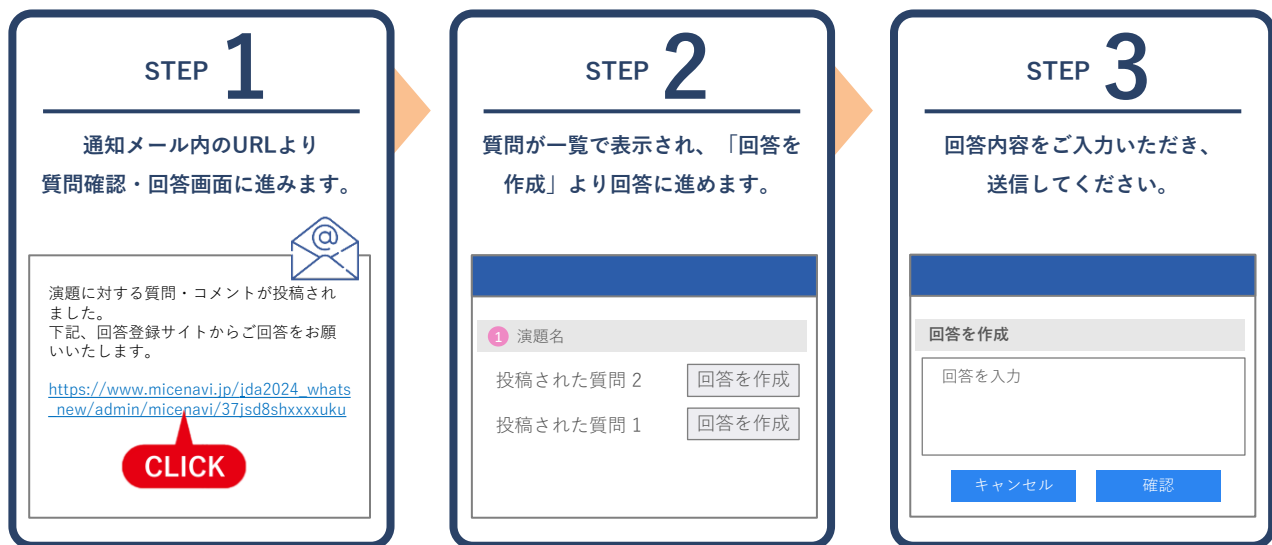 STEP 1
通知メール内のURLより
質問確認・回答画面に進みます。
@
演題に対する質問・コメントが投稿され
ました。
下記、回答登録サイトからご回答をお願
いいたします。
https://www.micenavi.jp/jda2024_whats
_new/admin/micenavi/37jsd8shxxxxuku
CLICK
STEP 2
質問が一覧で表示され、「回答を
作成」より回答に進めます。
1 演題名
投稿された質問 2 回答を作成
投稿された質問 1 回答を作成
STEP 3
回答内容をご入力いただき、
送信してください。
回答を作成
回答を入力
キャンセル 確認